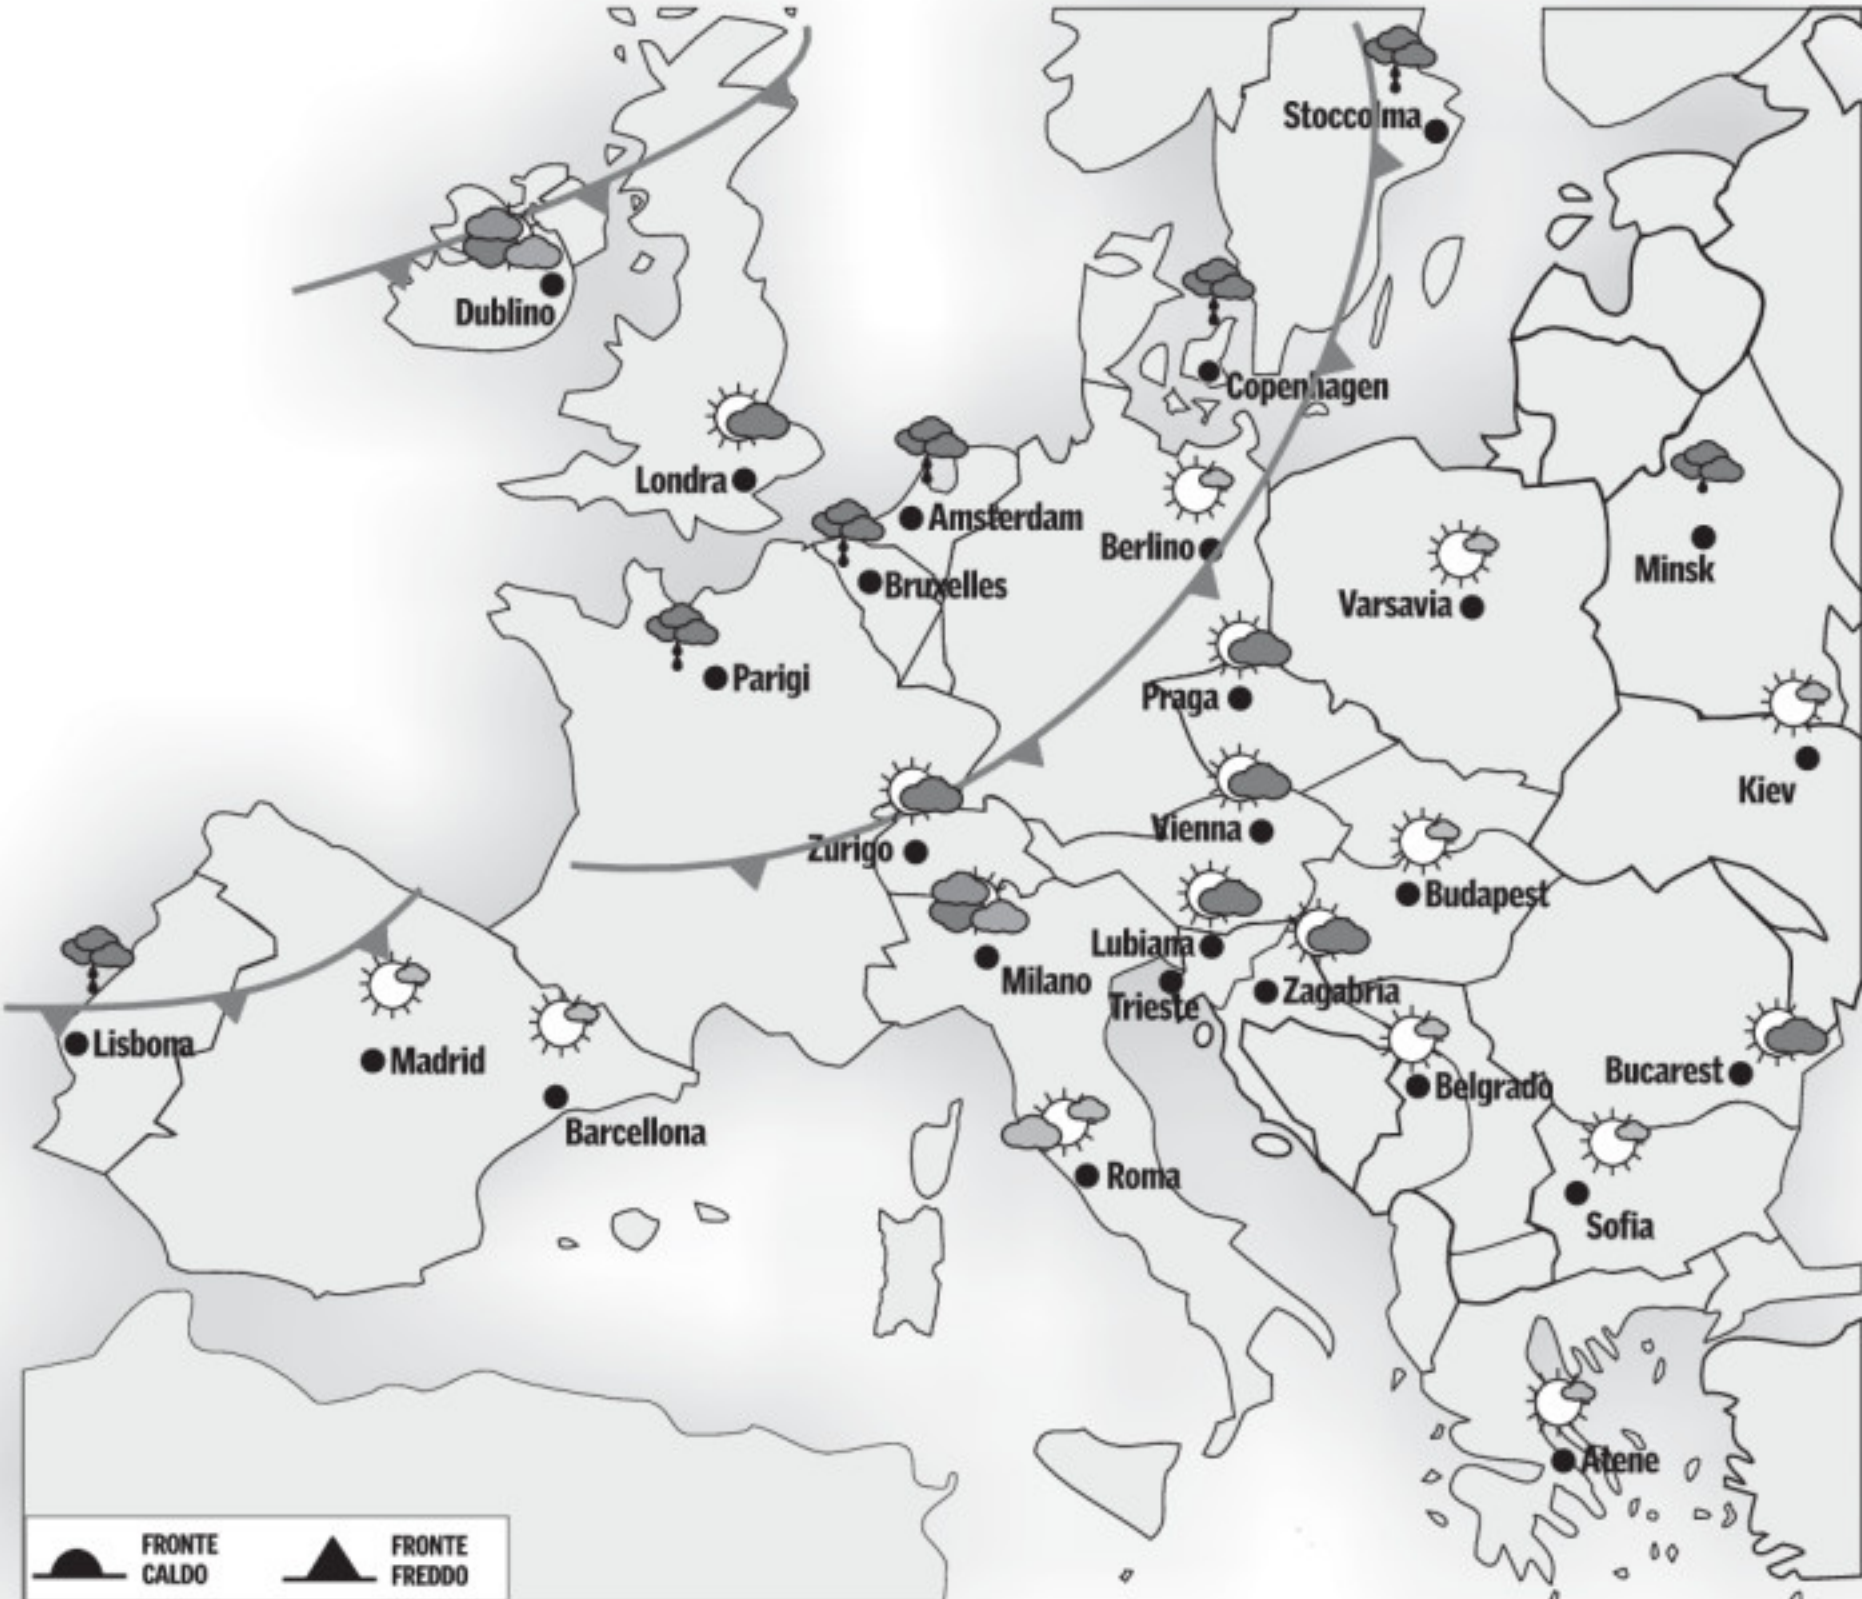 Stoccolma
Dublino
Copenhagen
Londra
Amsterdam
Berlino
Bruxelles
Varsavia
Minsk
Parigi
Praga
Kiev
Vienna
Zurigo
Budapest
Lubiana
Milano
Trieste
Zagabria
Lisbona
Madrid
Bucarest
Belgrado
Barcellona
Roma
Sofia
Atene
FRONTE
CALDO
FRONTE
FREDDO